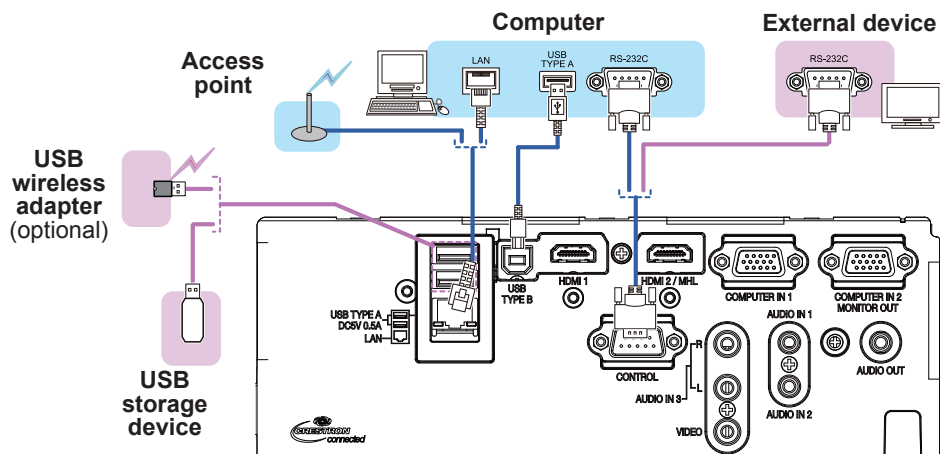 Computer
External device
Access
point
LAN
USB
TYPE A
RS-232C
RS-232C
USB
wireless
adapter
(optional)
USB
storage
device
USB TYPE A
DC5V 0.5A
LAN
USB
TYPE B
HDMI 1
HDMI 2 / MHL
COMPUTER IN 1
COMPUTER IN 2
MONITOR OUT
CONTROL
R
L
AUDIO IN 3
VIDEO
AUDIO IN 1
AUDIO IN 2
AUDIO OUT
CRESTRON
connected